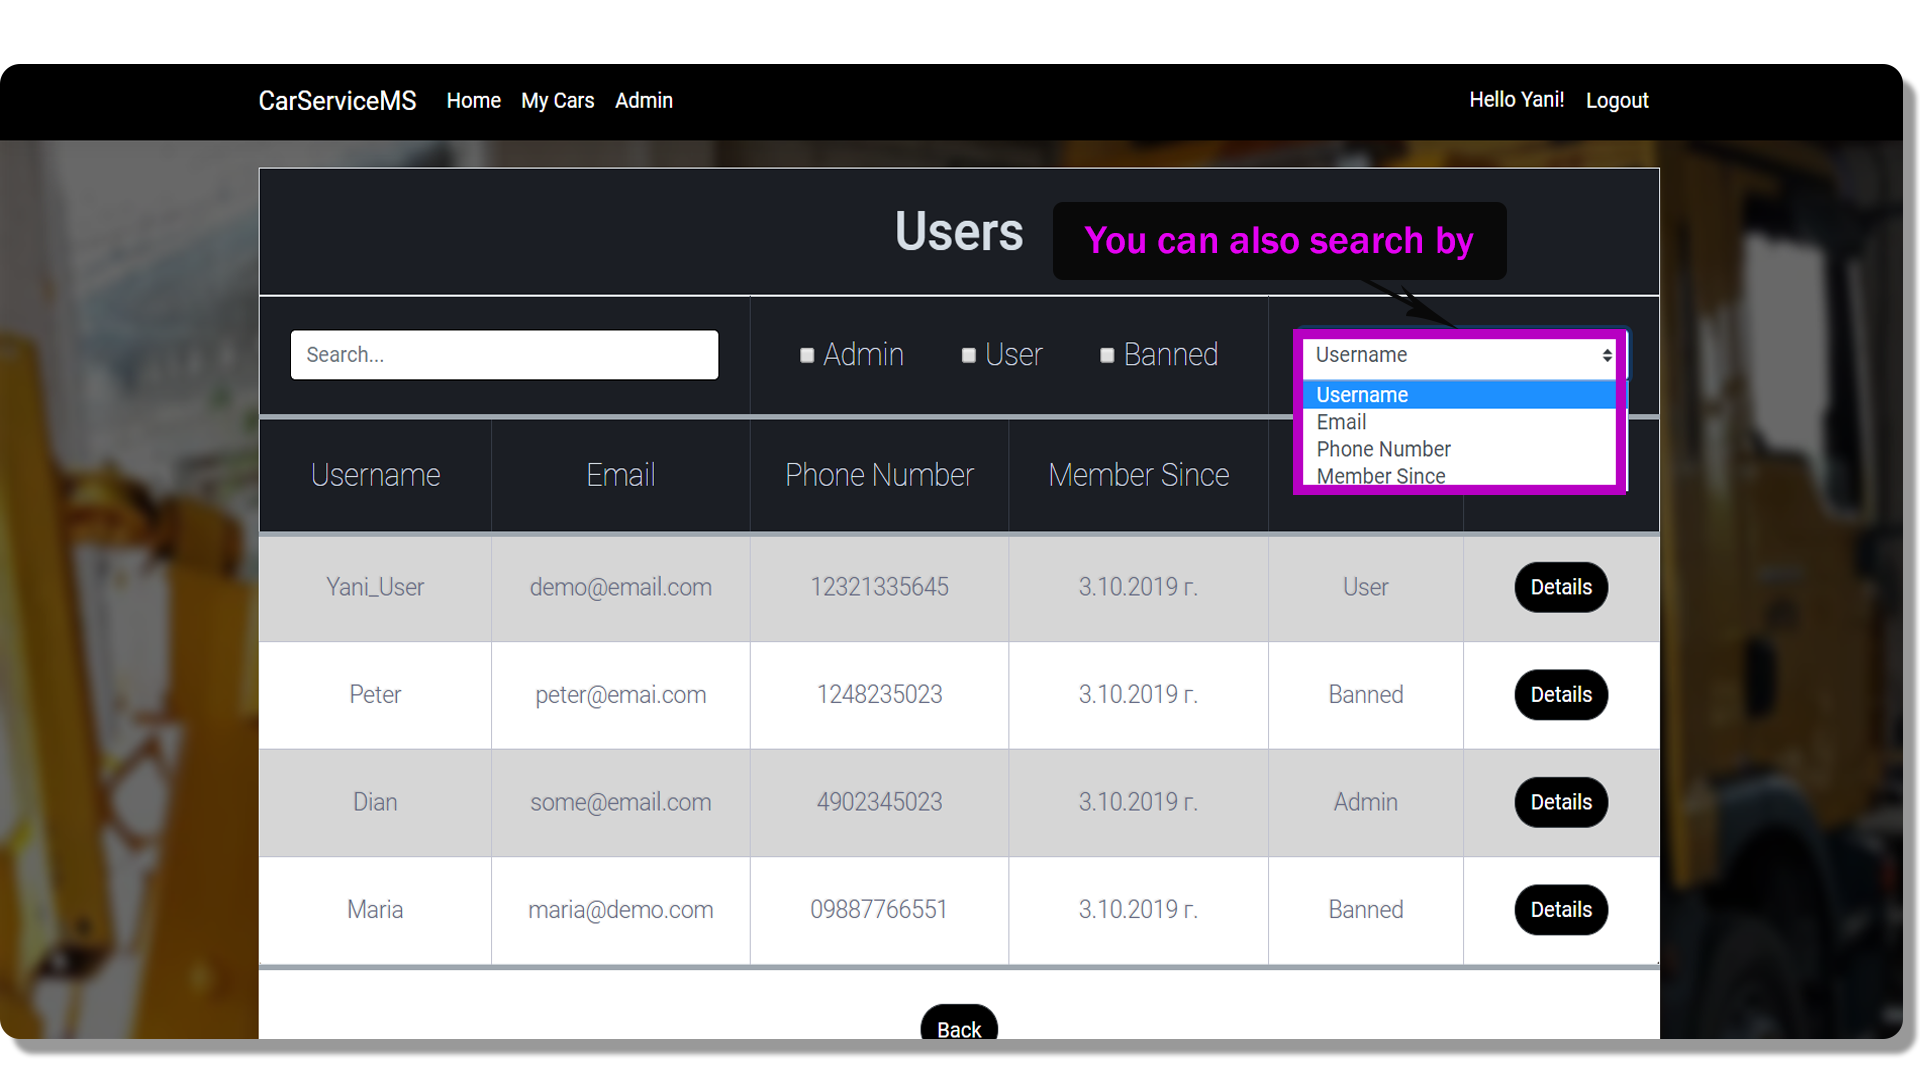 CarServiceMS Home My Cars Admin Hello Yani! Logout
Users
You can also search by
Search... Admin User Banned Username
Username
Email
Phone Number
Member Since
Username Email Phone Number Member Since
Yani_User demo@email.com 12321335645 3.10.2019 г. User Details
Peter peter@emai.com 1248235023 3.10.2019 г. Banned Details
Dian some@email.com 4902345023 3.10.2019 г. Admin Details
Maria maria@demo.com 09887766551 3.10.2019 г. Banned Details
Back